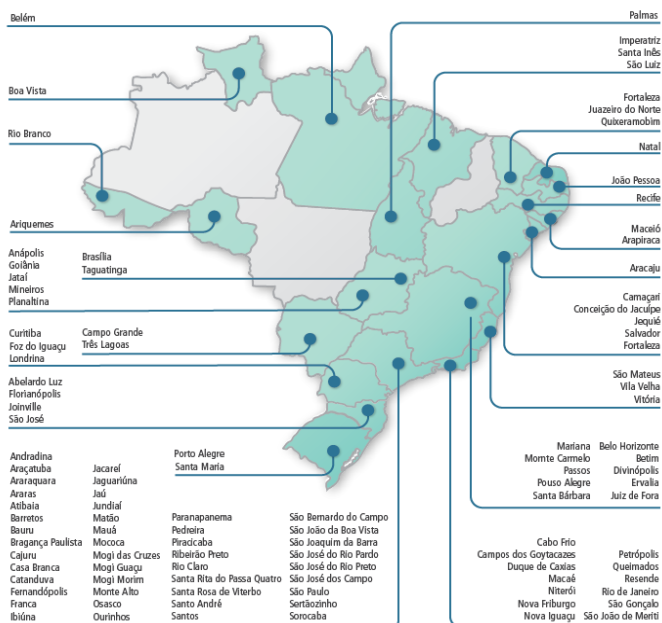 Belém
Boa Vista
Rio Branco
Ariquemes
Anápolis
Goiânia
Jataí
Mineiros
Planaltina
Brasília
Taguatinga
Curitiba
Foz do Iguaçu
Londrina
Campo Grande
Três Lagoas
Abelardo Luz
Florianópolis
Joinville
São José
Porto Alegre
Santa Maria
Palmas
Imperatriz
Santa Inês
São Luiz
Fortaleza
Juazeiro do Norte
Quixeramobim
Natal
João Pessoa
Recife
Maceió
Arapiraca
Aracaju
Camaçari
Conceição do Jacuípe
Jequié
Salvador
Fortaleza
São Mateus
Vila Velha
Vitória
Mariana
Momte Carmelo
Passos
Pouso Alegre
Santa Bárbara
Belo Horizonte
Betim
Divinópolis
Ervalia
Juiz de Fora
Andradina
Araçatuba
Araraquara
Araras
Atibaia
Barretos
Bauru
Bragança Paulista
Cajuru
Casa Branca
Catanduva
Fernandópolis
Franca
Ibiúna
Jacareí
Jaguariúna
Jaú
Jundiaí
Matão
Mauá
Mococa
Mogi das Cruzes
Mogi Guaçu
Mogi Morim
Monte Alto
Osasco
Ourinhos
Paranapanema
Pedreira
Piracicaba
Ribeirão Preto
Rio Claro
Santa Rita do Passa Quatro
Santa Rosa de Viterbo
Santo André
Santos
São Bernardo do Campo
São João da Boa Vista
São Joaquim da Barra
São José do Rio Pardo
São José do Rio Preto
São José dos Campo
São Paulo
Sertãozinho
Sorocaba
Cabo Frio
Campos dos Goytacazes
Duque de Caxias
Macaé
Niterói
Nova Friburgo
Nova Iguaçu
Petrópolis
Queimados
Resende
Rio de Janeiro
São Gonçalo
São João de Meriti